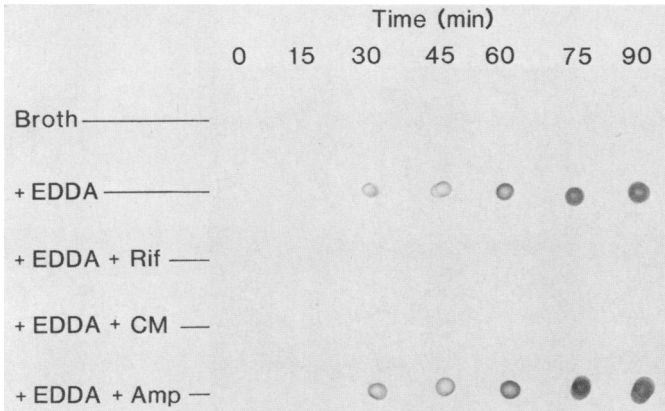 Time (min)
0 15 30 45 60 75 90
Broth
+ EDDA
+ EDDA + Rif
+ EDDA + CM
+ EDDA + Amp